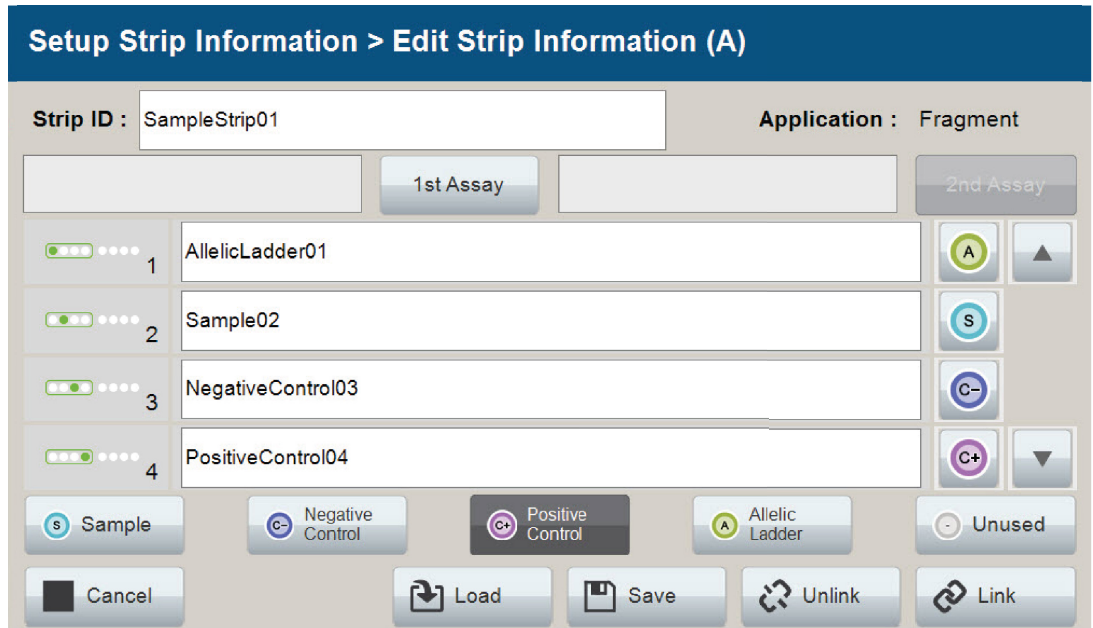 Setup Strip Information > Edit Strip Information (A)
Strip ID : SampleStrip01 Application : Fragment
1st Assay 2nd Assay
1 AllelicLadder01 A
2 Sample02 S
3 NegativeControl03 C-
4 PositiveControl04 C+
S Sample C- Negative Control C+ Positive Control A Allelic Ladder - Unused
Cancel Load Save Unlink Link